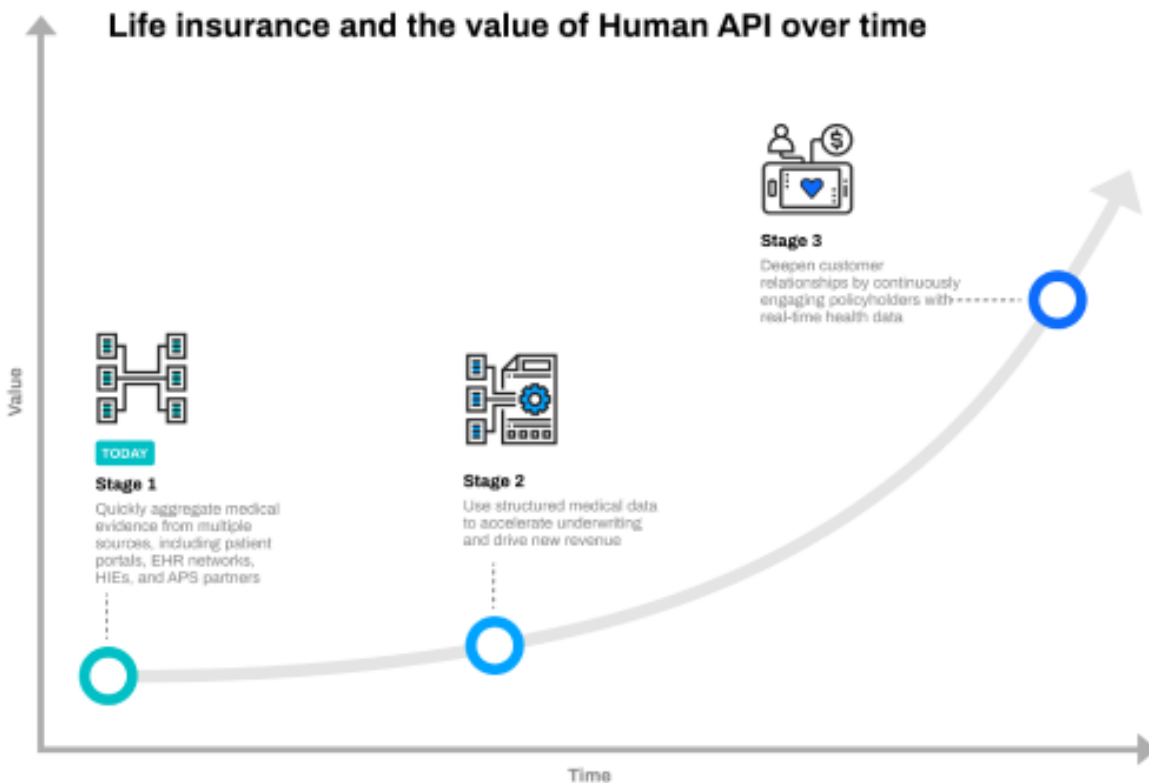 Life insurance and the value of Human API over time
$
Stage 3
Deepen customer
relationships by continuously
engaging policyholders with
real-time health data
Value
TODAY
Stage 1
Quickly aggregate medical
evidence from multiple
sources, including patient
portals, EHR networks,
HIEs, and APS partners
Stage 2
Use structured medical data
to accelerate underwriting
and drive new revenue
Time